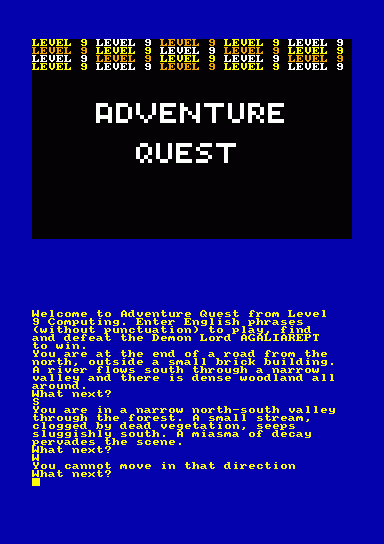 LEVEL 9 LEVEL 9 LEVEL 9 LEVEL 9 LEVEL 9
LEVEL 9 LEVEL 9 LEVEL 9 LEVEL 9 LEVEL 9
LEVEL 9 LEVEL 9 LEVEL 9 LEVEL 9 LEVEL 9
LEVEL 9 LEVEL 9 LEVEL 9 LEVEL 9 LEVEL 9
ADVENTURE
QUEST
Welcome to Adventure Quest from Level
9 Computing. Enter English phrases
(without punctuation) to play, find
and defeat the Demon Lord AGALIAREPT
to win.
You are at the end of a road from the
north, outside a small brick building.
A river flows south through a narrow
valley and there is dense woodland all
around.
What next?
S
You are in a narrow north-south valley
through the forest. A small stream,
clogged by dead vegetation, seeps
sluggishly south. A miasma of decay
pervades the scene.
What next?
W
You cannot move in that direction
What next?